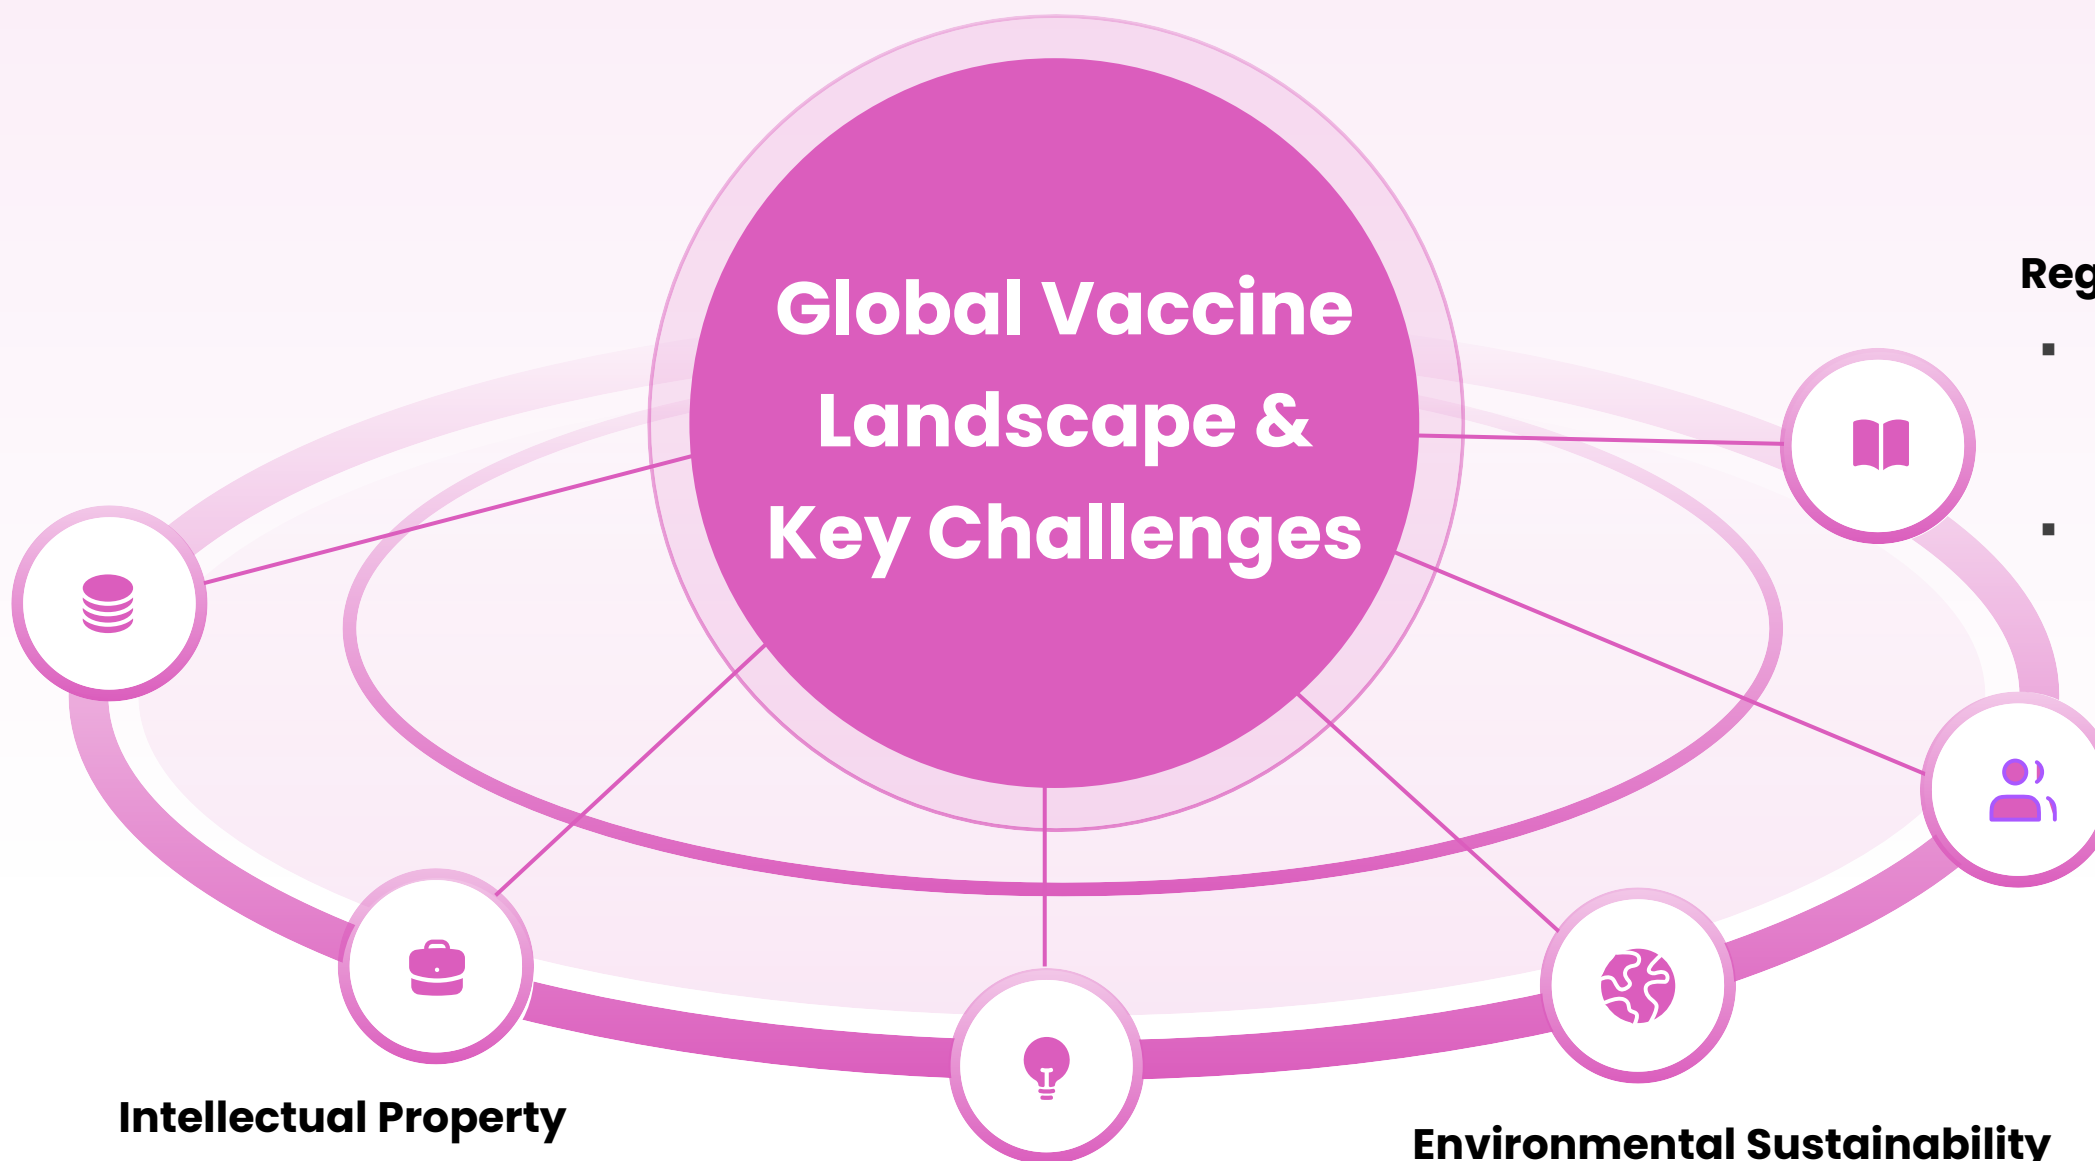 Global Vaccine
Landscape &
Key Challenges
Intellectual Property
Environmental Sustainability